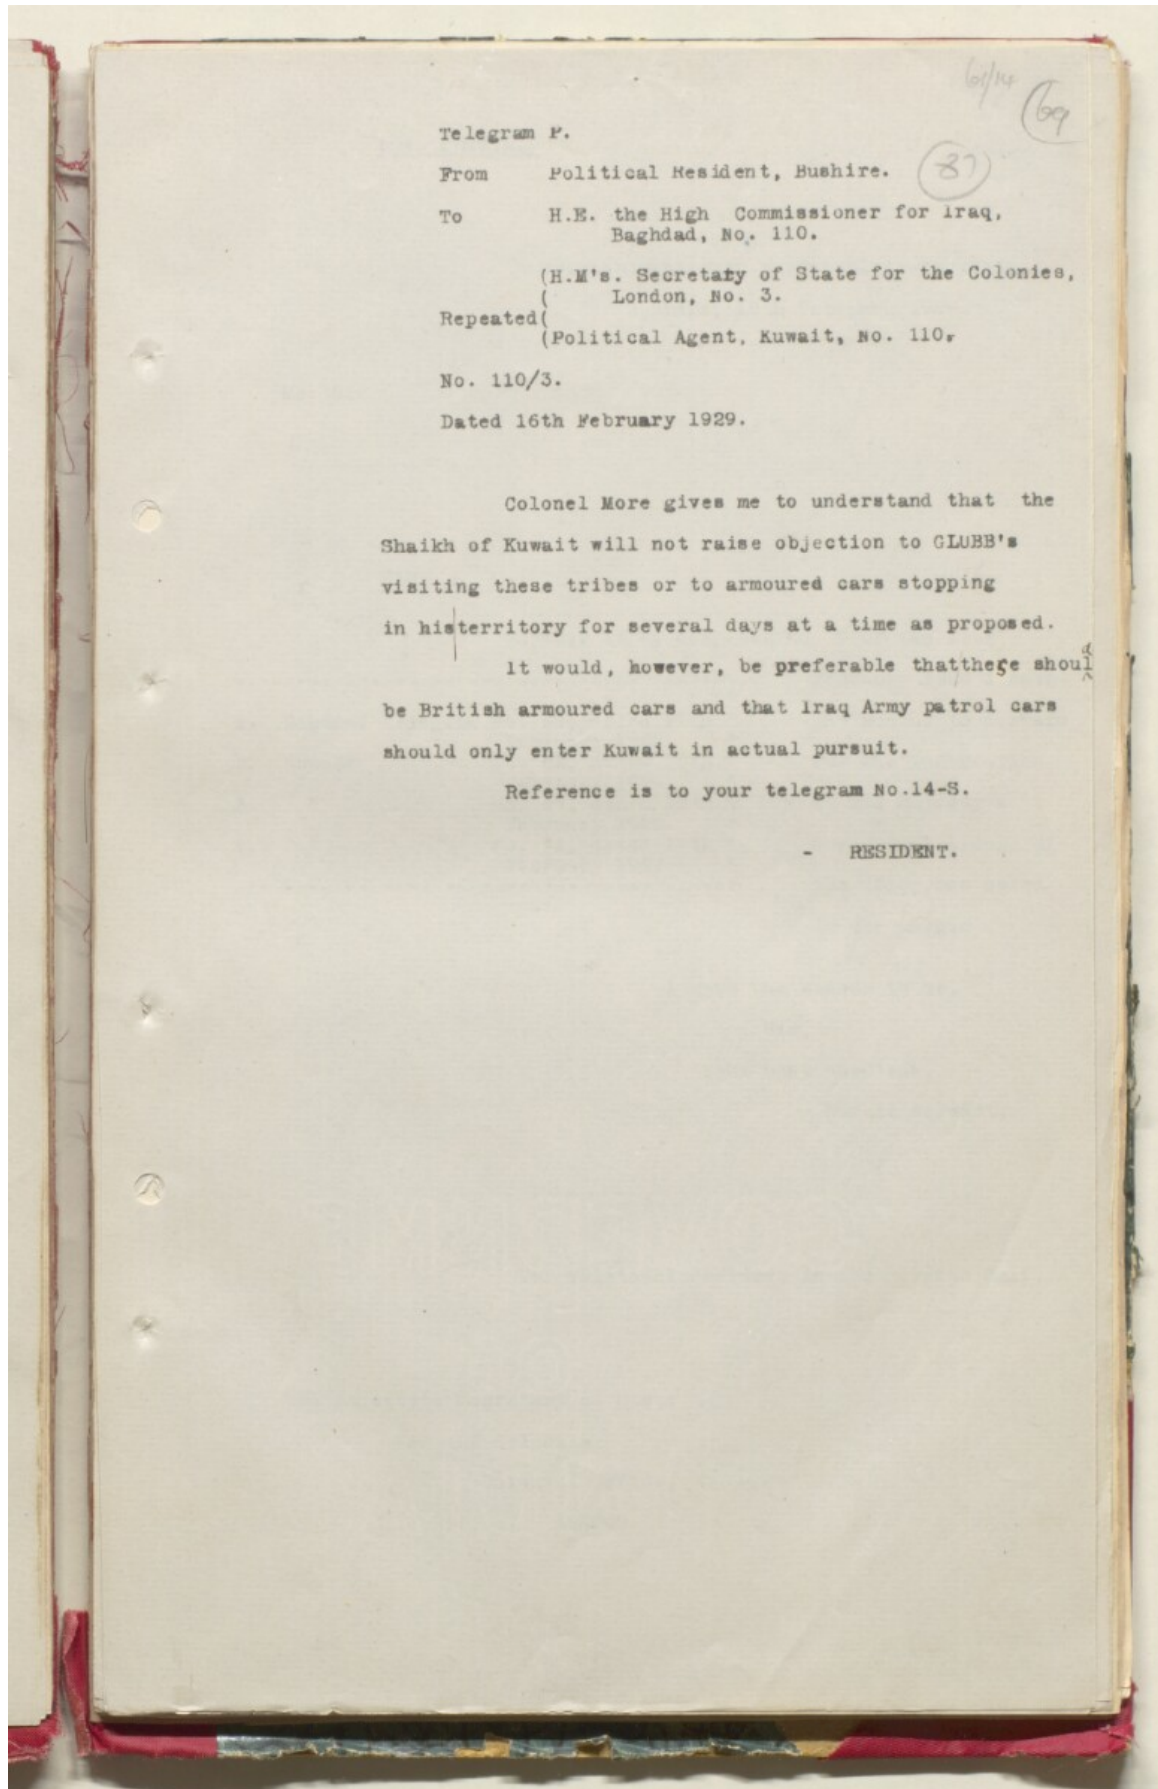 61/14
69
Telegram P.
87
From Political Resident, Bushire.
To H.E. the High Commissioner for Iraq,
Baghdad, No. 110.
(H.M's. Secretary of State for the Colonies,
( London, No. 3.
Repeated(
(Political Agent, Kuwait, No. 110.
No. 110/3.
Dated 16th February 1929.
Colonel More gives me to understand that the
Shaikh of Kuwait will not raise objection to GLUBB's
visiting these tribes or to armoured cars stopping
in his|territory for several days at a time as proposed.
It would, however, be preferable that/these should
be British armoured cars and that Iraq Army patrol cars
should only enter Kuwait in actual pursuit.
Reference is to your telegram No.14-S.
- RESIDENT.